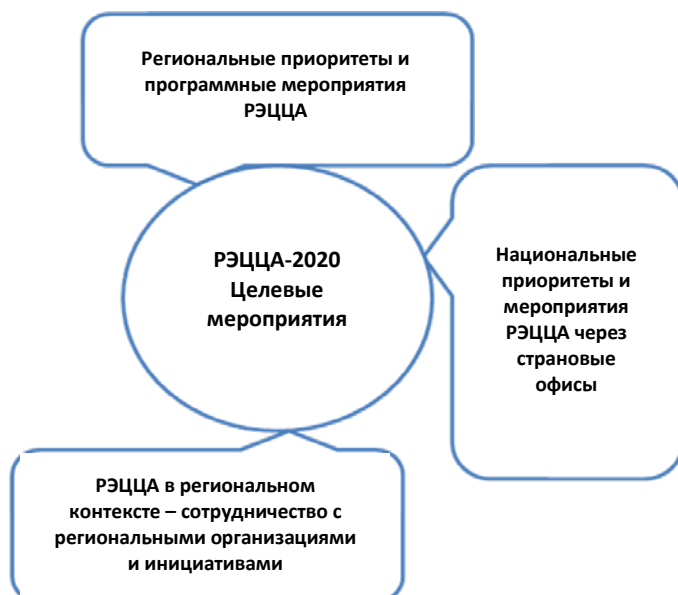 Региональные приоритеты и
программные мероприятия
РЭЦЦА
РЭЦЦА-2020
Целевые
мероприятия
Национальные
приоритеты и
мероприятия
РЭЦЦА через
страновые
офисы
РЭЦЦА в региональном
контексте – сотрудничество с
региональными организациями
и инициативами